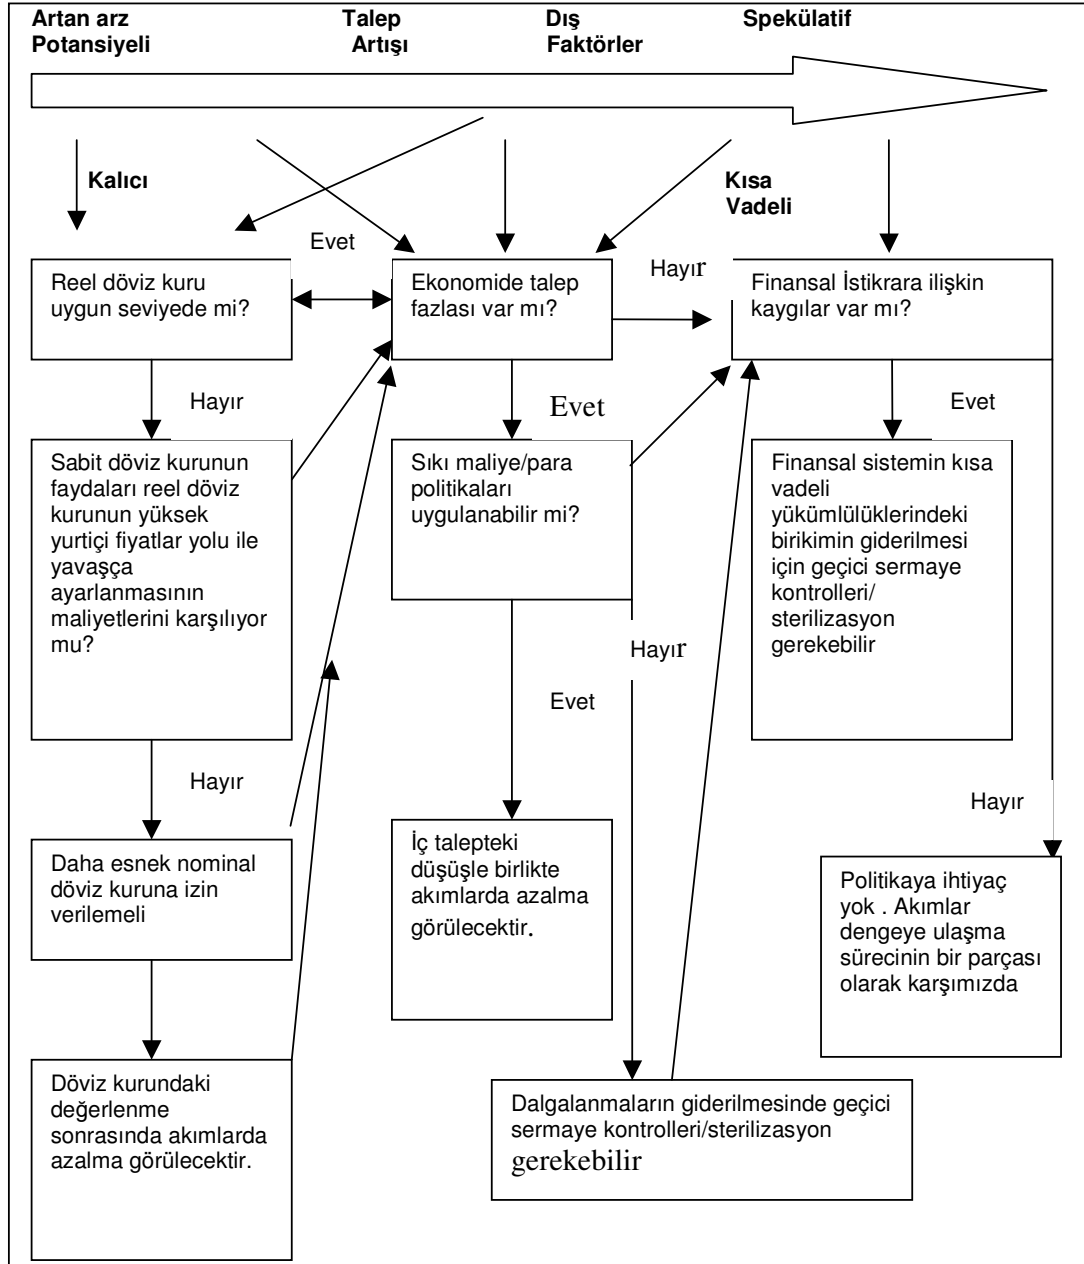 Artan arz Potansiyeli
Talep Artışı
Dış Faktörler
Spekülatif
Kalıcı
Kısa Vadeli
Evet
Hayır
Reel döviz kuru
uygun seviyede mi?
Ekonomide talep
fazlası var mı?
Finansal İstikrara ilişkin
kaygılar var mı?
Hayır
Evet
Evet
Sabit döviz kurunun
faydaları reel döviz
kurunun yüksek
yurtiçi fiyatlar yolu ile
yavaşça
ayarlanmasının
maliyetlerini karşılıyor
mu?
Sıkı maliye/para
politikaları
uygulanabilir mi?
Finansal sistemin kısa
vadeli
yükümlülüklerindeki
birikimin giderilmesi
için geçici sermaye
kontrolleri/
sterilizasyon
gerekebilir
Hayır
Evet
Hayır
Hayır
Daha esnek nominal
döviz kuruna izin
verilemeli
İç talepteki
düşüşle birlikte
akımlarda azalma
görülecektir.
Politikaya ihtiyaç
yok . Akımlar
dengeye ulaşma
sürecinin bir parçası
olarak karşımızda
Döviz kurundaki
değerlenme
sonrasında akımlarda
azalma görülecektir.
Dalgalanmaların giderilmesinde geçici
sermaye kontrolleri/sterilizasyon
gerekebilir